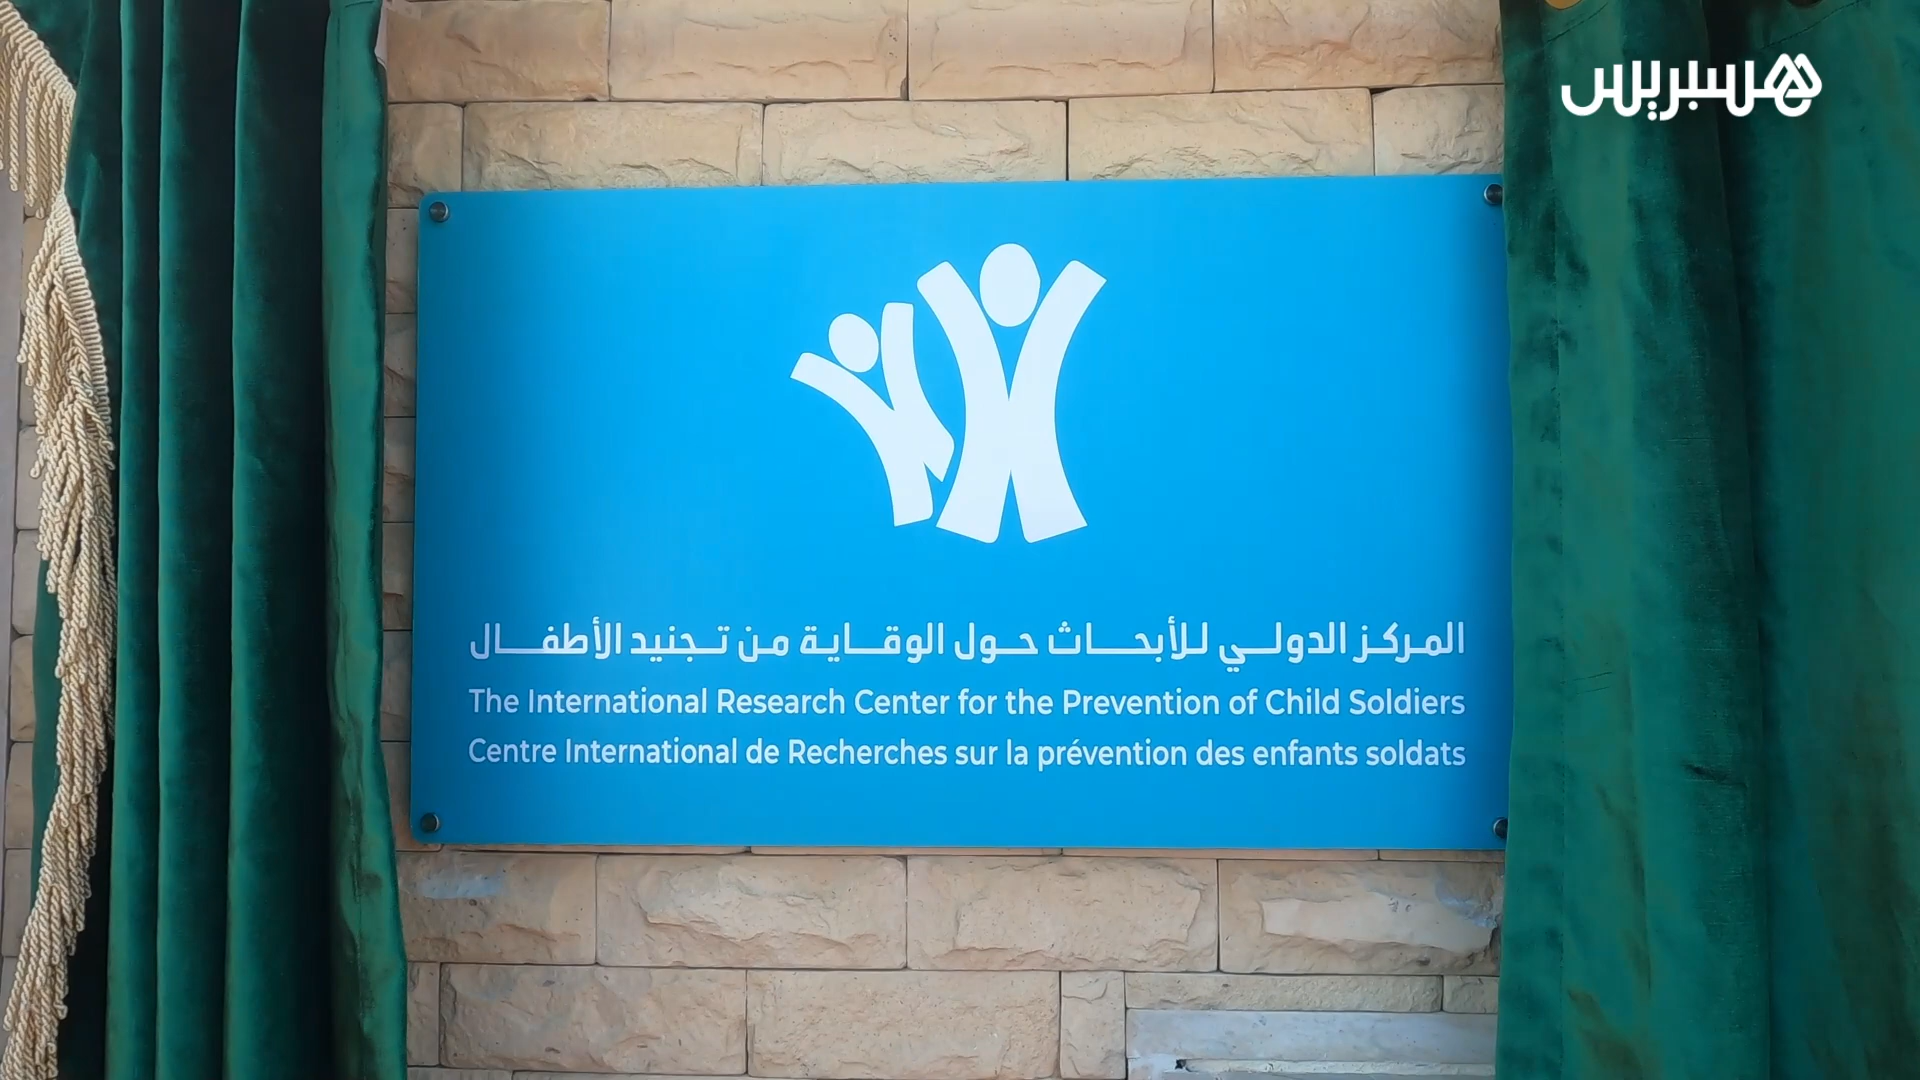 هسبريس
المركز الدولي للأبحاث حول الوقاية من تجنيد الأطفال
The International Research Center for the Prevention of Child Soldiers
Centre International de Recherches sur la prévention des enfants soldats